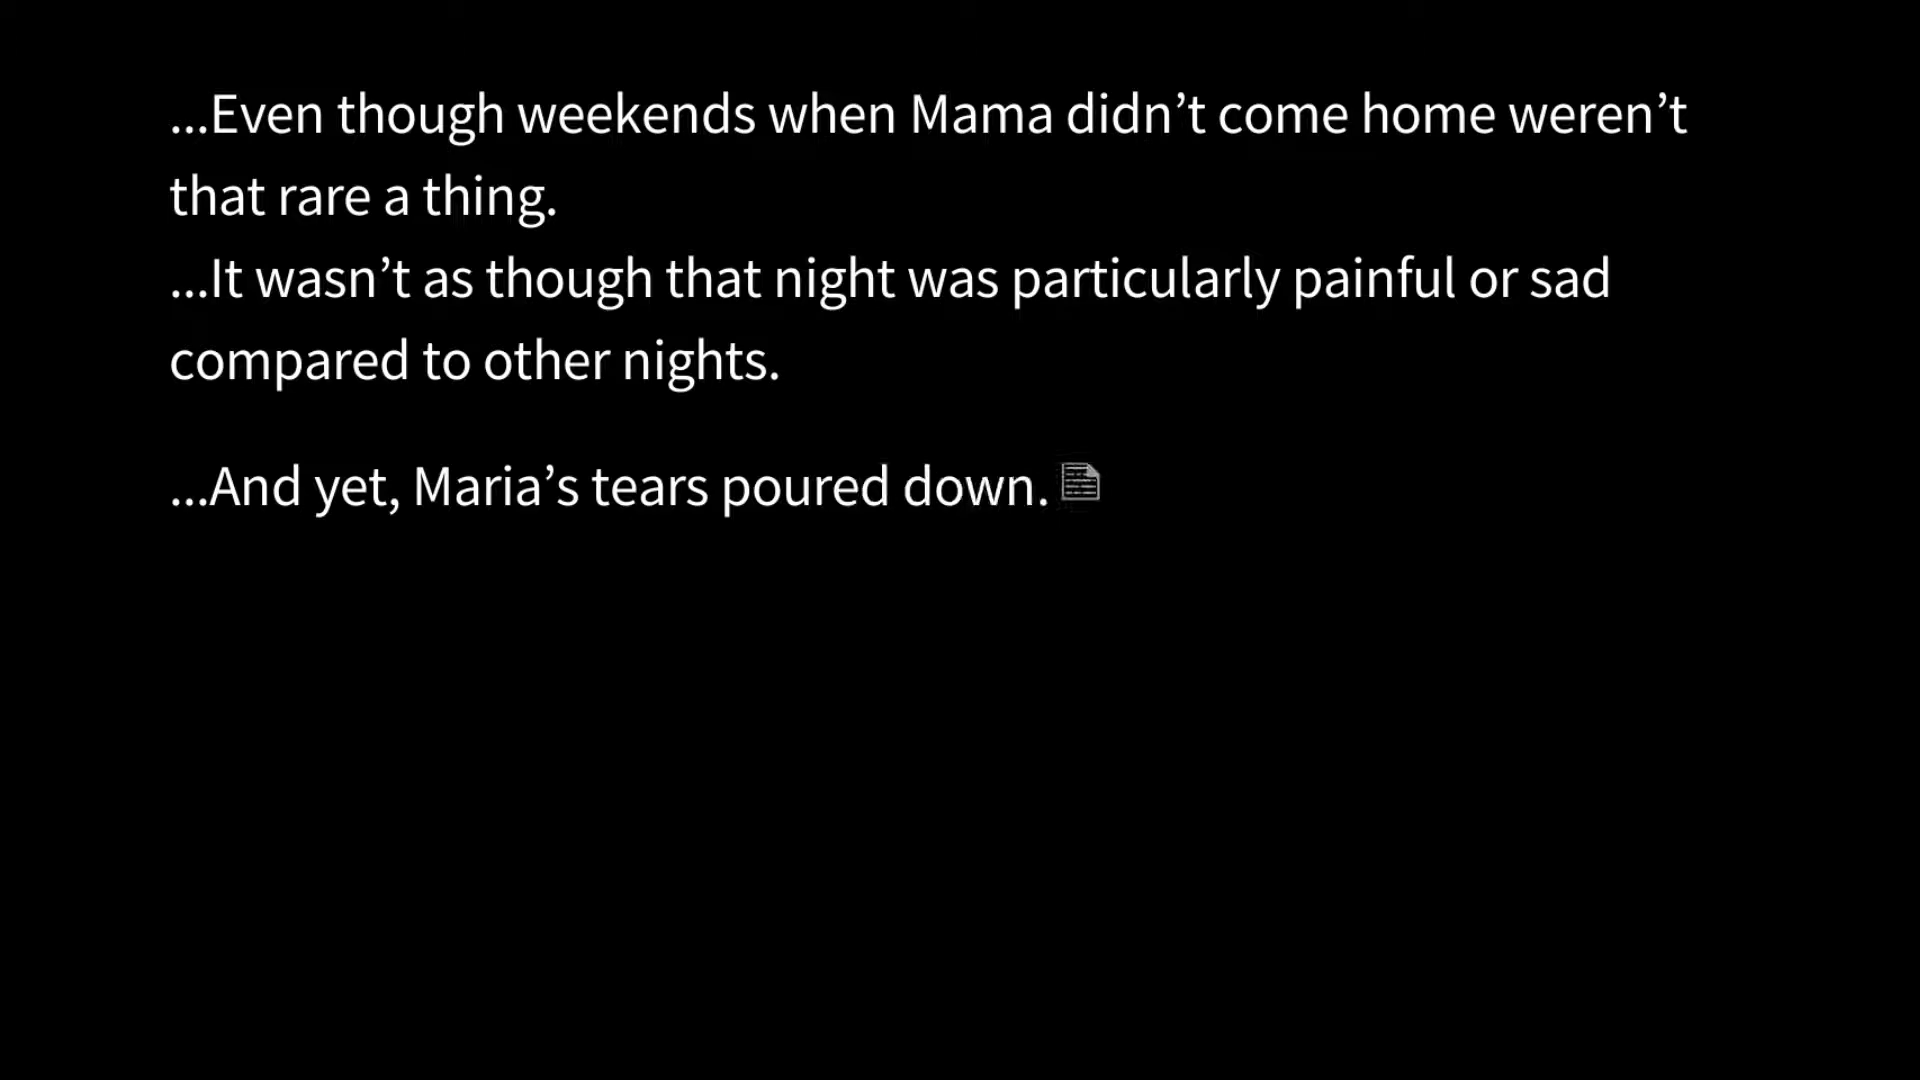 ...Even though weekends when Mama didn’t come home weren’t
that rare a thing.
...It wasn’t as though that night was particularly painful or sad
compared to other nights.
...And yet, Maria’s tears poured down.